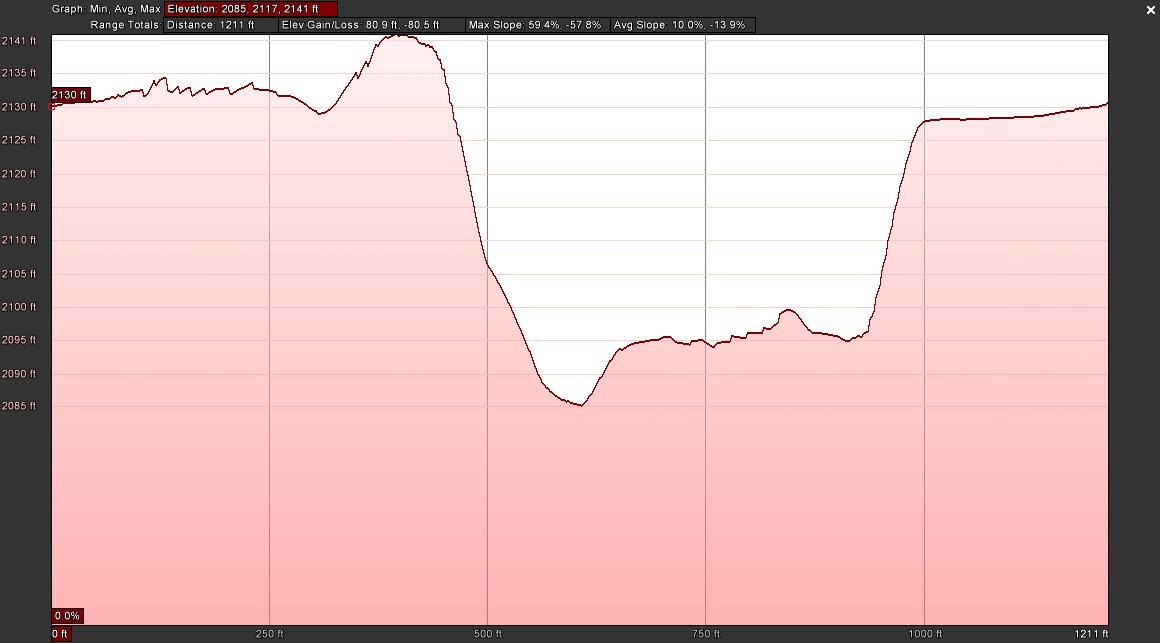 Graph: Min, Avg, Max Elevation: 2085, 2117, 2141 ft
Range Totals: Distance: 1211 ft Elev Gain/Loss: 80.9 ft, -80.5 ft Max Slope: 59.4%, -57.8% Avg Slope: 10.0%, -13.9%
2141 ft
2135 ft
2130 ft
2130 ft
2125 ft
2120 ft
2115 ft
2110 ft
2105 ft
2100 ft
2095 ft
2090 ft
2085 ft
0.0%
0 ft 250 ft 500 ft 750 ft 1000 ft 1211 ft